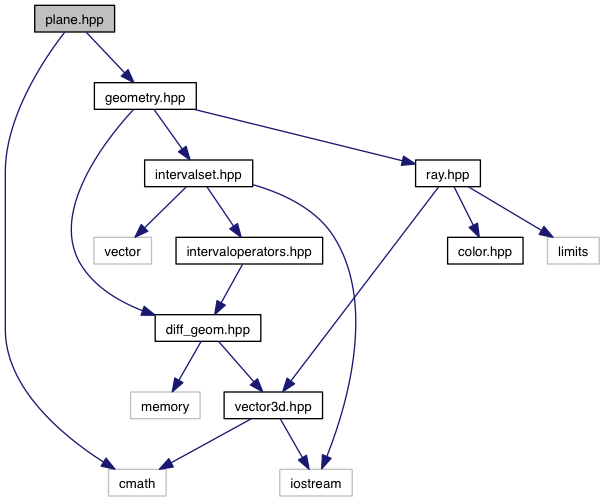 plane.hpp
geometry.hpp
intervalset.hpp
ray.hpp
vector
intervaloperators.hpp
color.hpp
limits
diff_geom.hpp
memory
vector3d.hpp
cmath
iostream